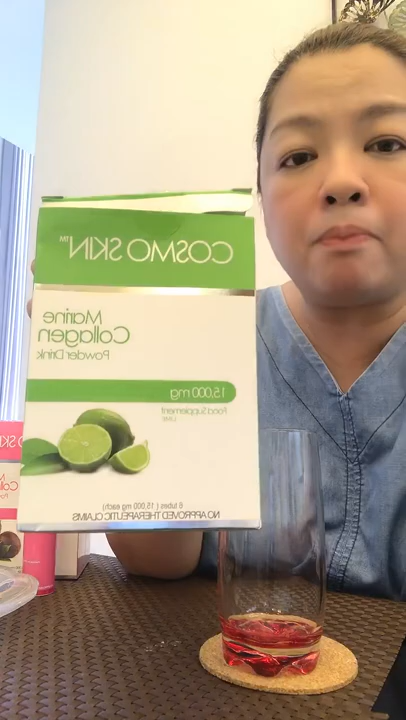 COSMO SKIN™
Marine
Collagen
Powder Drink
15,000 mg
Food Supplement
Lime
6 tubes ( 15,000 mg each)
NO APPROVED THERAPEUTIC CLAIMS